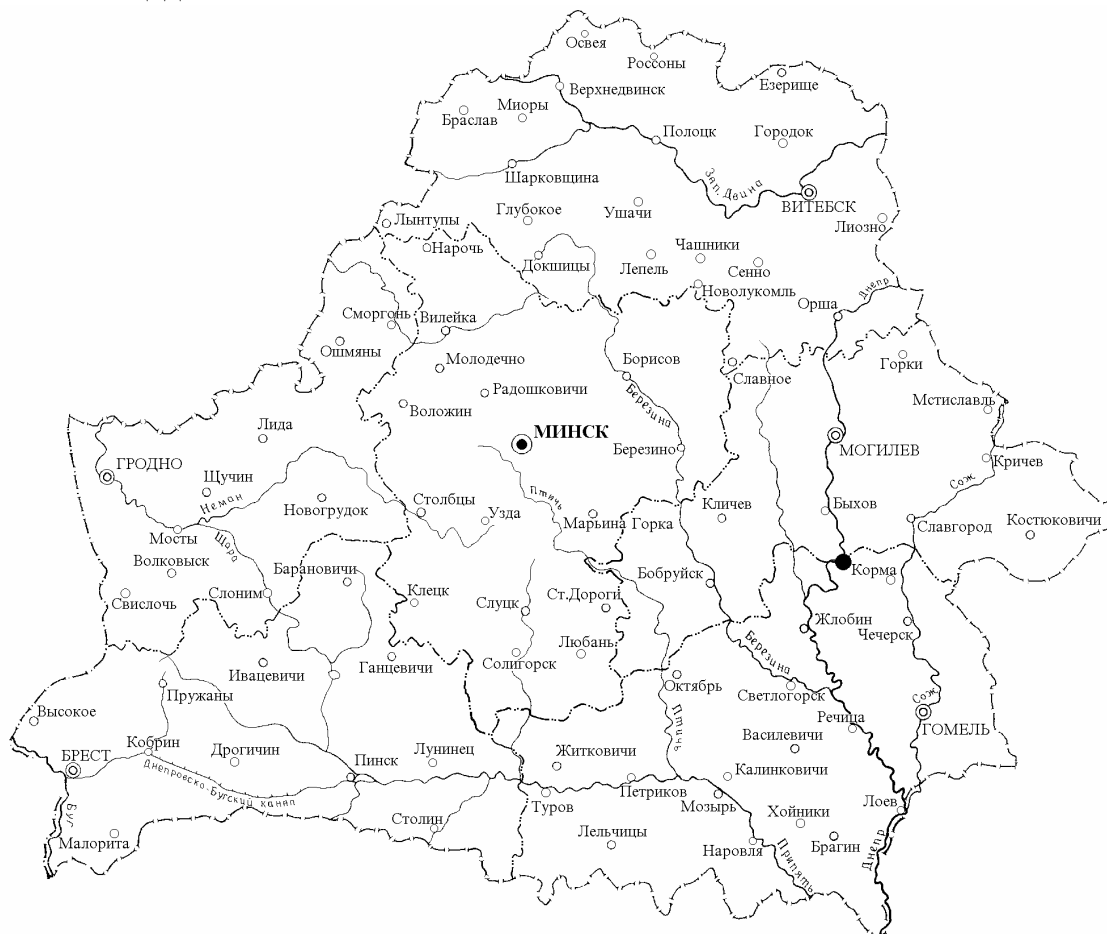 Освея
Россоны
Езерище
Верхнедвинск
Миоры
Браслав
Полоцк
Городок
Шарковщина
Зап. Двина
ВИТЕБСК
Глубокое
Ушачи
Лынтупы
Лиозно
Нарочь
Чашники
Докшицы
Лепель
Сенно
Новолукомль
Днепр
Орша
Сморгонь
Вилейка
Ошмяны
Молодечно
Борисов
Славное
Горки
Радошковичи
Березина
Воложин
Мстиславль
Лида
МИНСК
МОГИЛЕВ
Березино
ГРОДНО
Кричев
Щучин
Сож
Неман
Птичь
Новогрудок
Столбцы
Узда
Марьина Горка
Кличев
Быхов
Славгород
Костюковичи
Мосты
Щара
Волковыск
Барановичи
Бобруйск
Корма
Свислочь
Слоним
Клецк
Слуцк
Ст.Дороги
Жлобин
Чечерск
Любань
Березина
Солигорск
Ганцевичи
Ивацевичи
Октябрь
Светлогорск
Сож
Пружаны
Высокое
Птичь
Речица
ГОМЕЛЬ
Василевичи
Кобрин
Дрогичин
Лунинец
Житковичи
БРЕСТ
Пинск
Днепровско-Бугский канал
Калинковичи
Петриков
Мозырь
Туров
Лоев
Буг
Хойники
Столин
Лельчицы
Малорита
Наровля
Брагин
Днепр
Припять